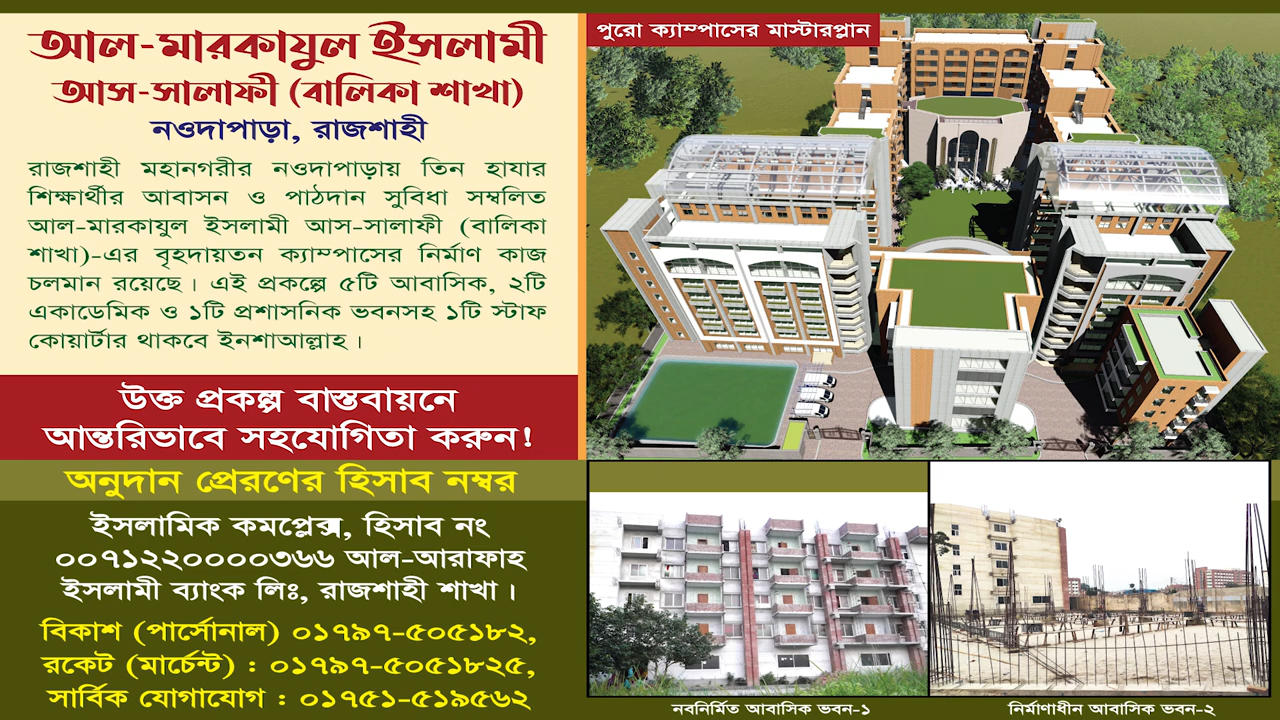 আল-মারকাযুল ইসলামী
আস-সালাফী (বালিকা শাখা)
নওদাপাড়া, রাজশাহী
রাজশাহী মহানগরীর নওদাপাড়ায় তিন হাযার
শিক্ষার্থীর আবাসন ও পাঠদান সুবিধা সম্বলিত
আল-মারকাযুল ইসলামী আস-সালাফী (বালিকা
শাখা)-এর বৃহদায়তন ক্যাম্পাসের নির্মাণ কাজ
চলমান রয়েছে। এই প্রকল্পে ৫টি আবাসিক, ২টি
একাডেমিক ও ১টি প্রশাসনিক ভবনসহ ১টি স্টাফ
কোয়ার্টার থাকবে ইনশাআল্লাহ।
উক্ত প্রকল্প বাস্তবায়নে
আন্তরিভাবে সহযোগিতা করুন!
অনুদান প্রেরণের হিসাব নম্বর
ইসলামিক কমপ্লেক্স, হিসাব নং
০০৭১২২০০০০৩৬৬ আল-আরাফাহ
ইসলামী ব্যাংক লিঃ, রাজশাহী শাখা।
বিকাশ (পার্সোনাল) ০১৭৯৭-৫০৫১৮২,
রকেট (মার্চেন্ট) : ০১৭৯৭-৫০৫১৮২৫,
সার্বিক যোগাযোগ : ০১৭৫১-৫১৯৫৬২
পুরো ক্যাম্পাসের মাস্টারপ্লান
নবনির্মিত আবাসিক ভবন-১
নির্মাণাধীন আবাসিক ভবন-২